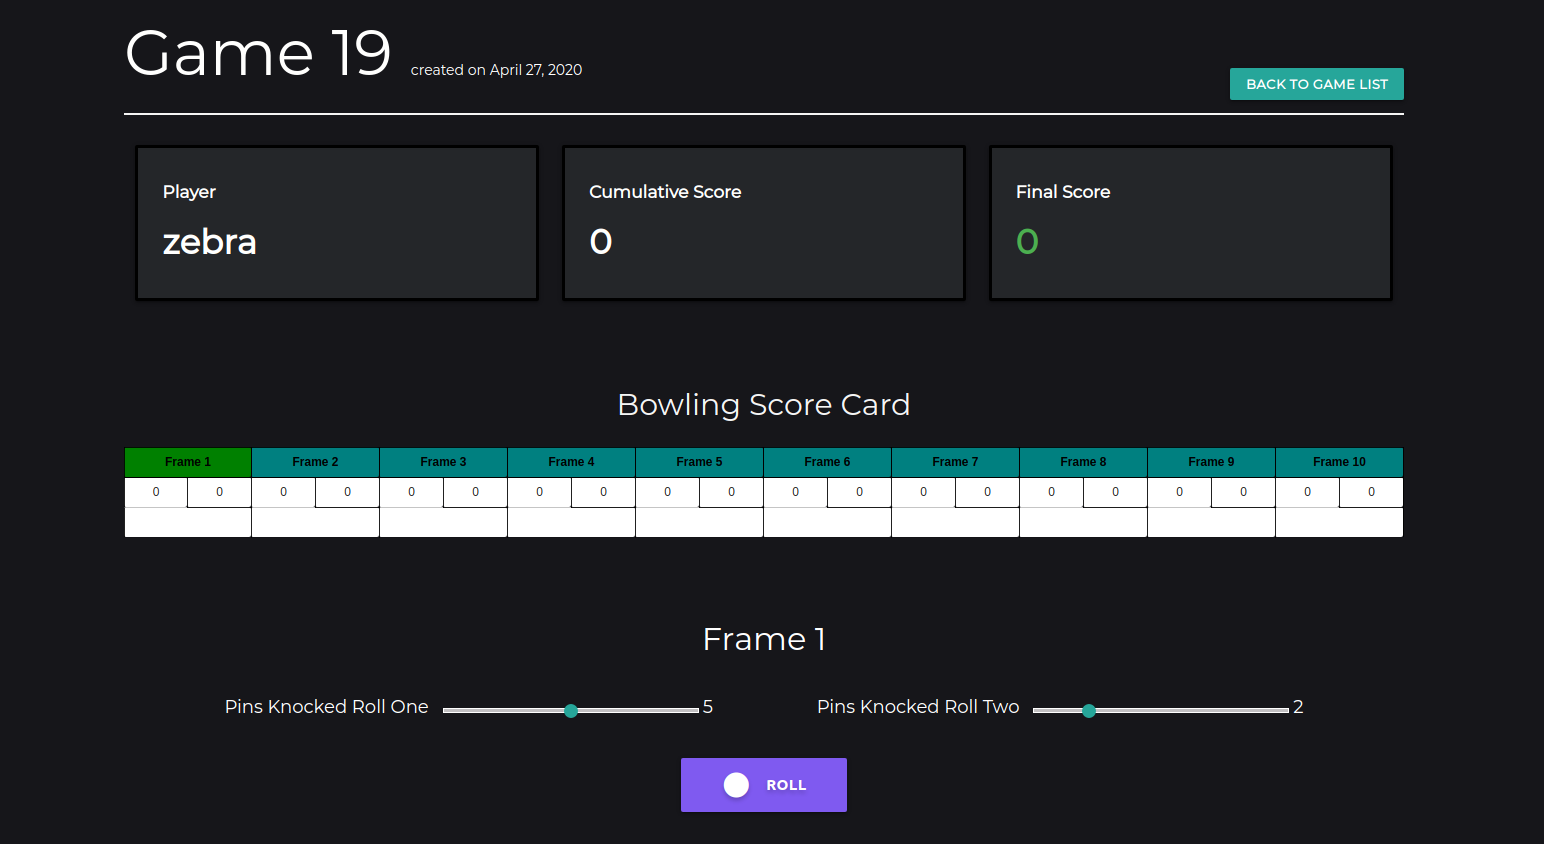 Game 19 created on April 27, 2020
BACK TO GAME LIST
Player
zebra
Cumulative Score
0
Final Score
0
Bowling Score Card
Frame 1 Frame 2 Frame 3 Frame 4 Frame 5 Frame 6 Frame 7 Frame 8 Frame 9 Frame 10
0 0 0 0 0 0 0 0 0 0 0 0 0 0 0 0 0 0 0 0
Frame 1
Pins Knocked Roll One 5 Pins Knocked Roll Two 2
ROLL